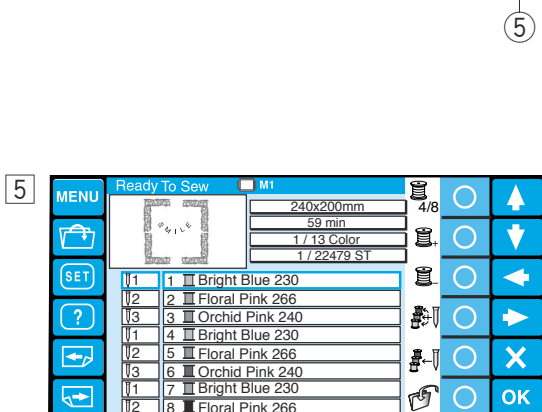 ⑤
5
MENU Ready To Sew M1
4/8
240x200mm
SMILE
59 min
1 / 13 Color
1 / 22479 ST
SET
1 1 Bright Blue 230
2 2 Floral Pink 266
? 3 3 Orchid Pink 240
1 4 Bright Blue 230
2 5 Floral Pink 266
3 6 Orchid Pink 240
1 7 Bright Blue 230
2 8 Floral Pink 266
X
OK